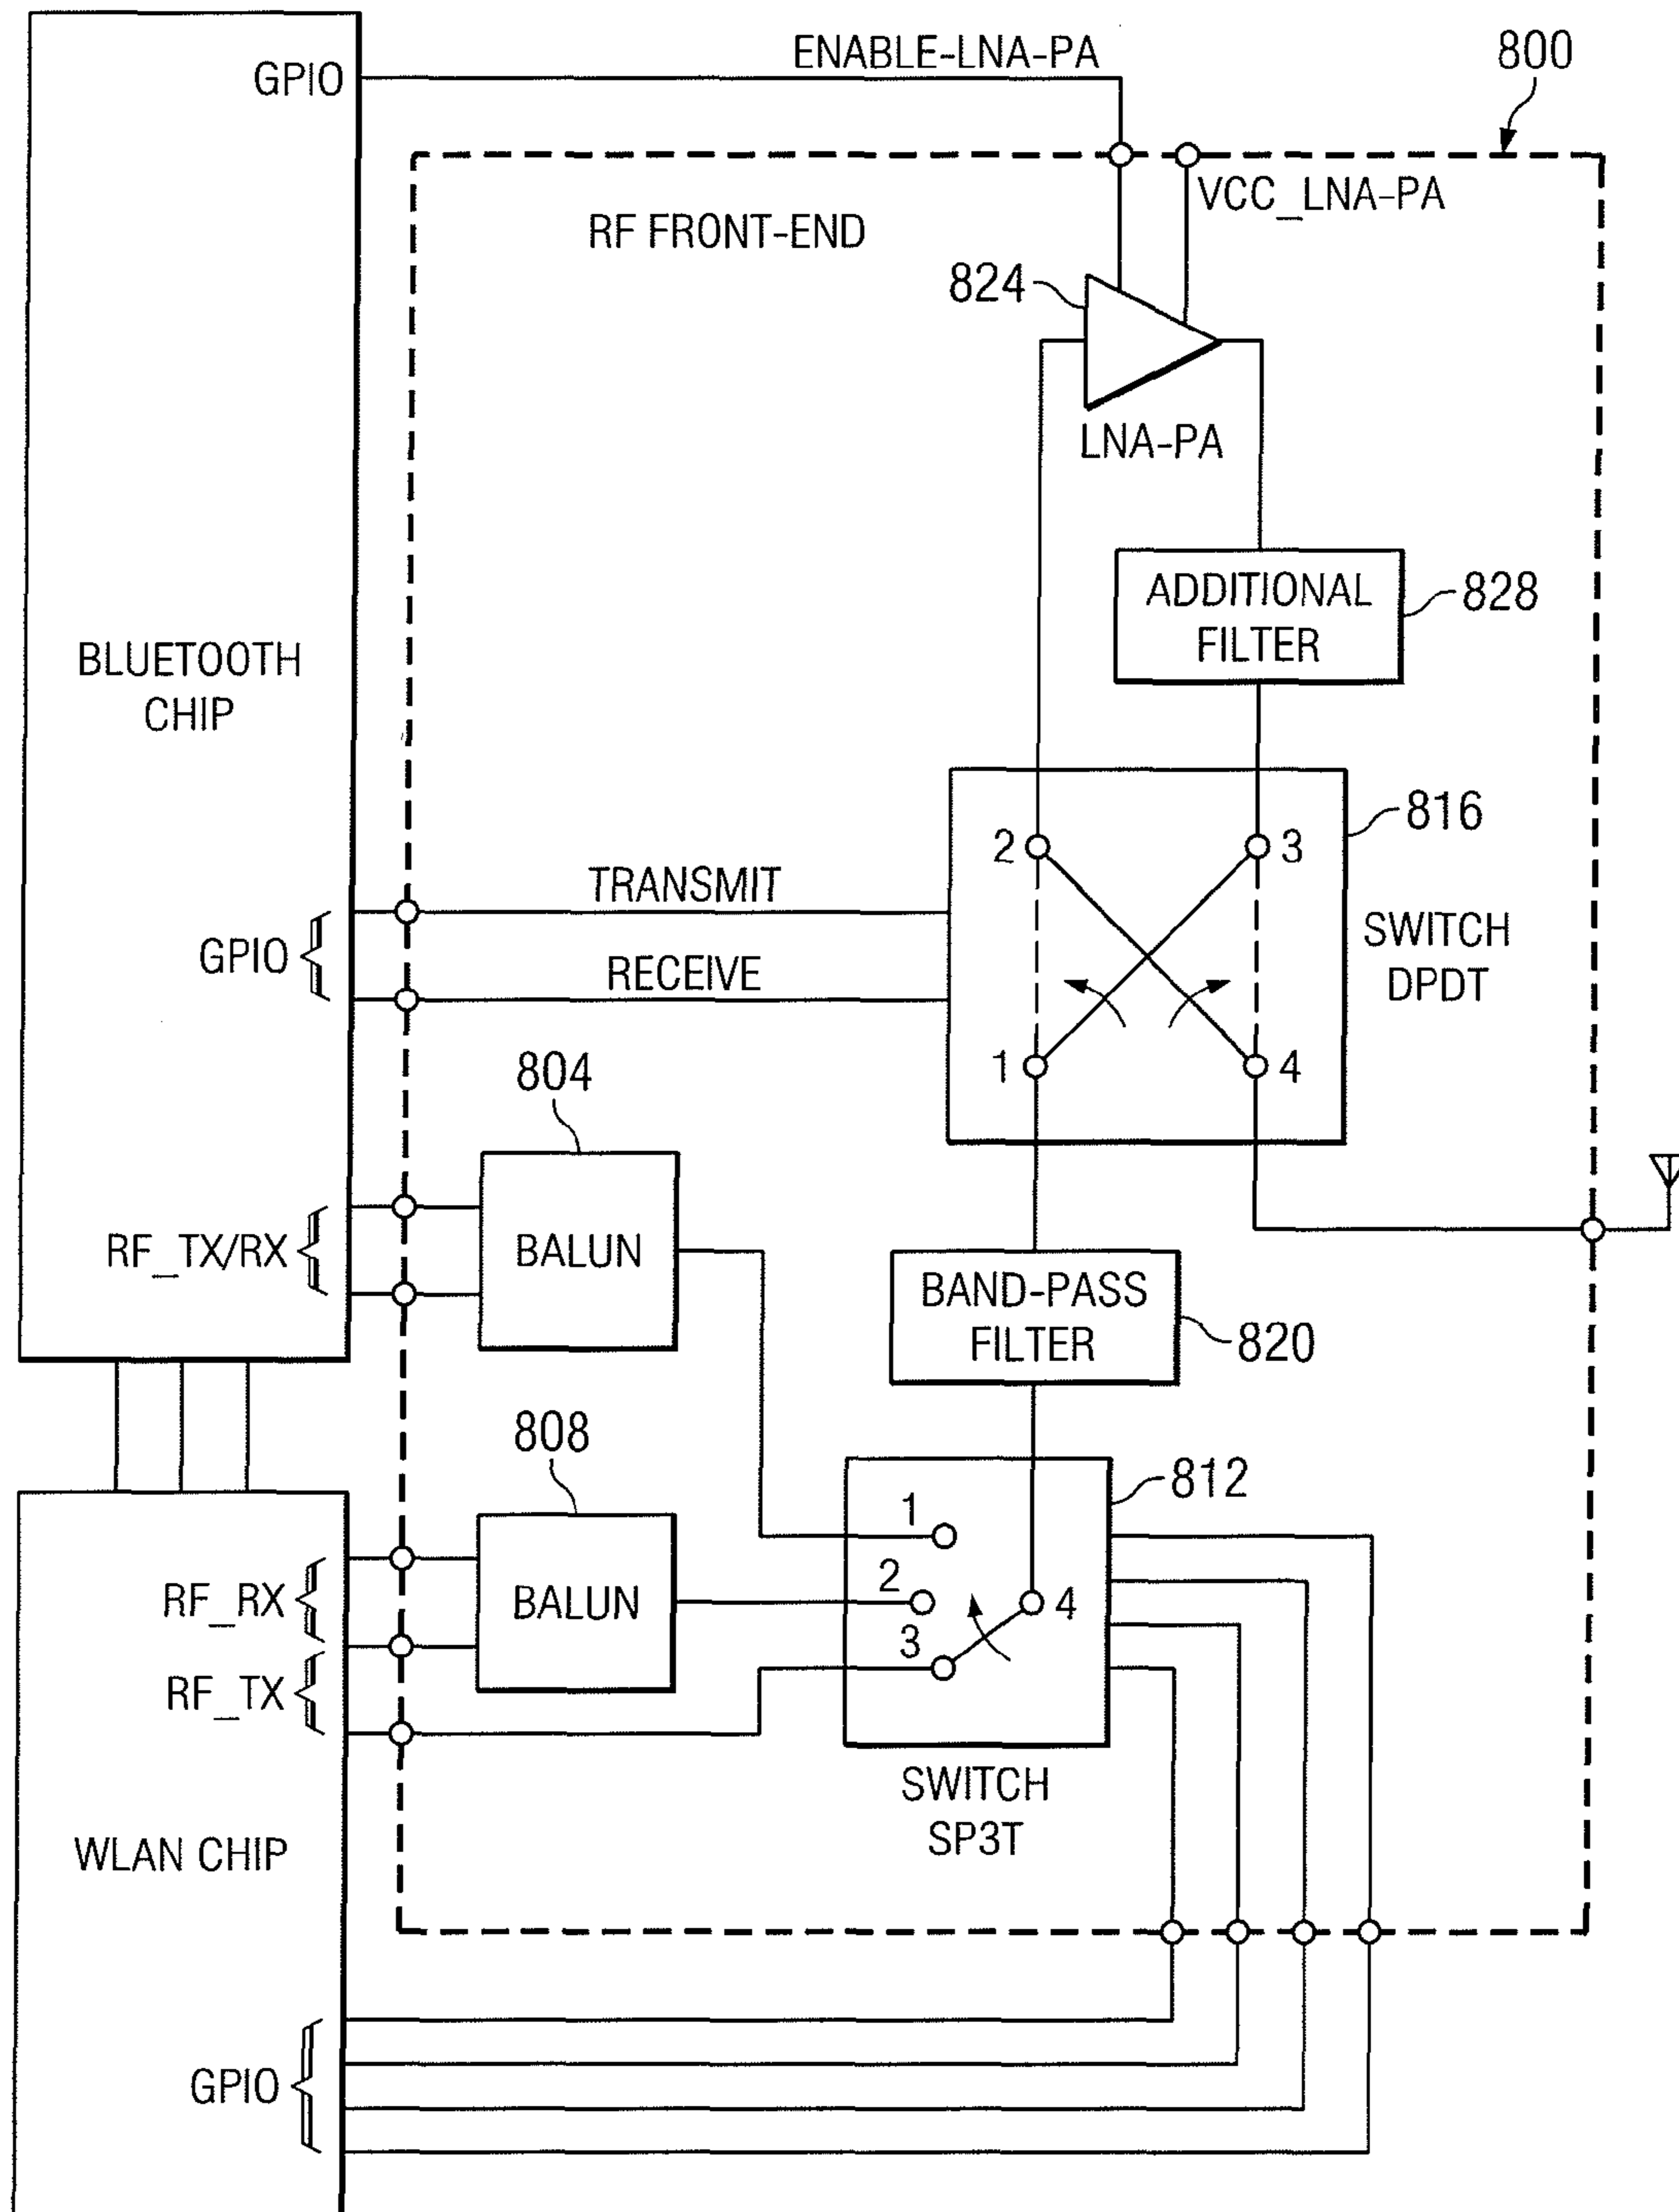 GPIO
ENABLE-LNA-PA
800
VCC_LNA-PA
RF FRONT-END
824
LNA-PA
ADDITIONAL
FILTER
828
BLUETOOTH
CHIP
816
2
3
TRANSMIT
SWITCH
DPDT
GPIO
RECEIVE
1
4
804
RF_TX/RX
BALUN
BAND-PASS
FILTER
820
808
812
1
RF_RX
BALUN
2
4
3
RF_TX
SWITCH
SP3T
WLAN CHIP
GPIO